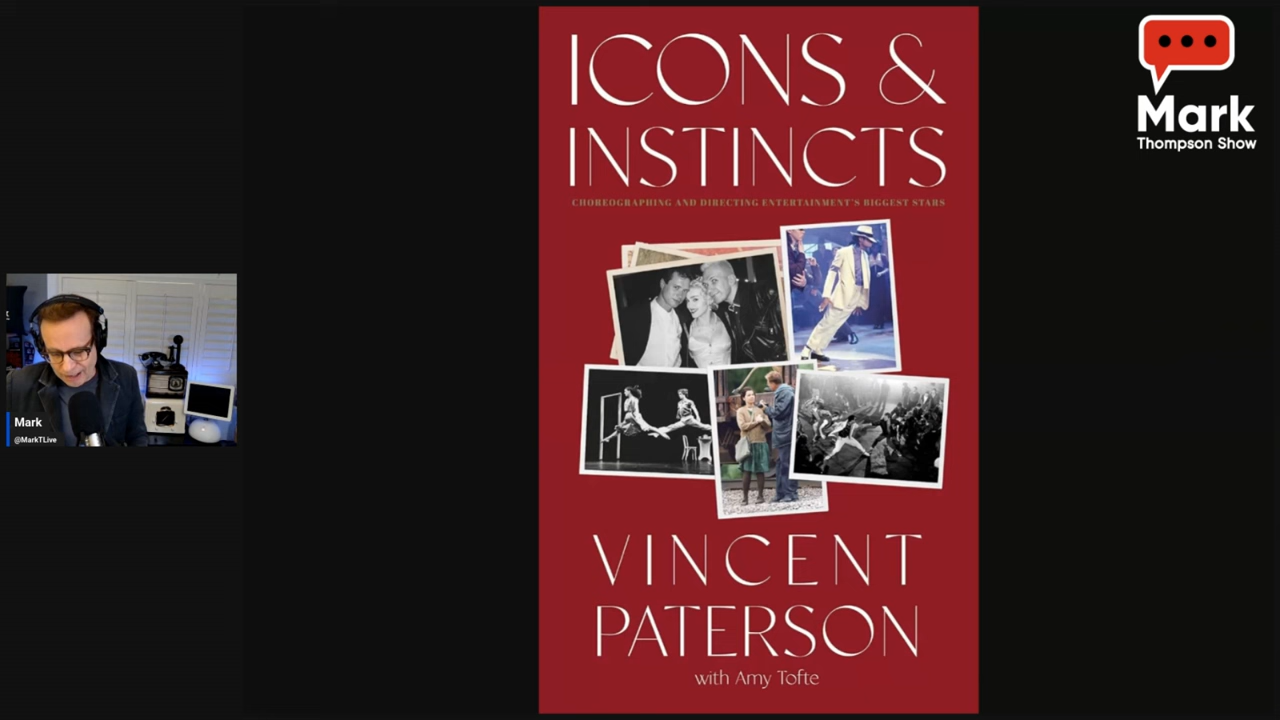 ICONS &
INSTINCTS
CHOREOGRAPHING AND DIRECTING ENTERTAINMENT'S BIGGEST STARS
VINCENT
PATERSON
with Amy Tofte
Mark
Thompson Show
Mark
@MarkTLive